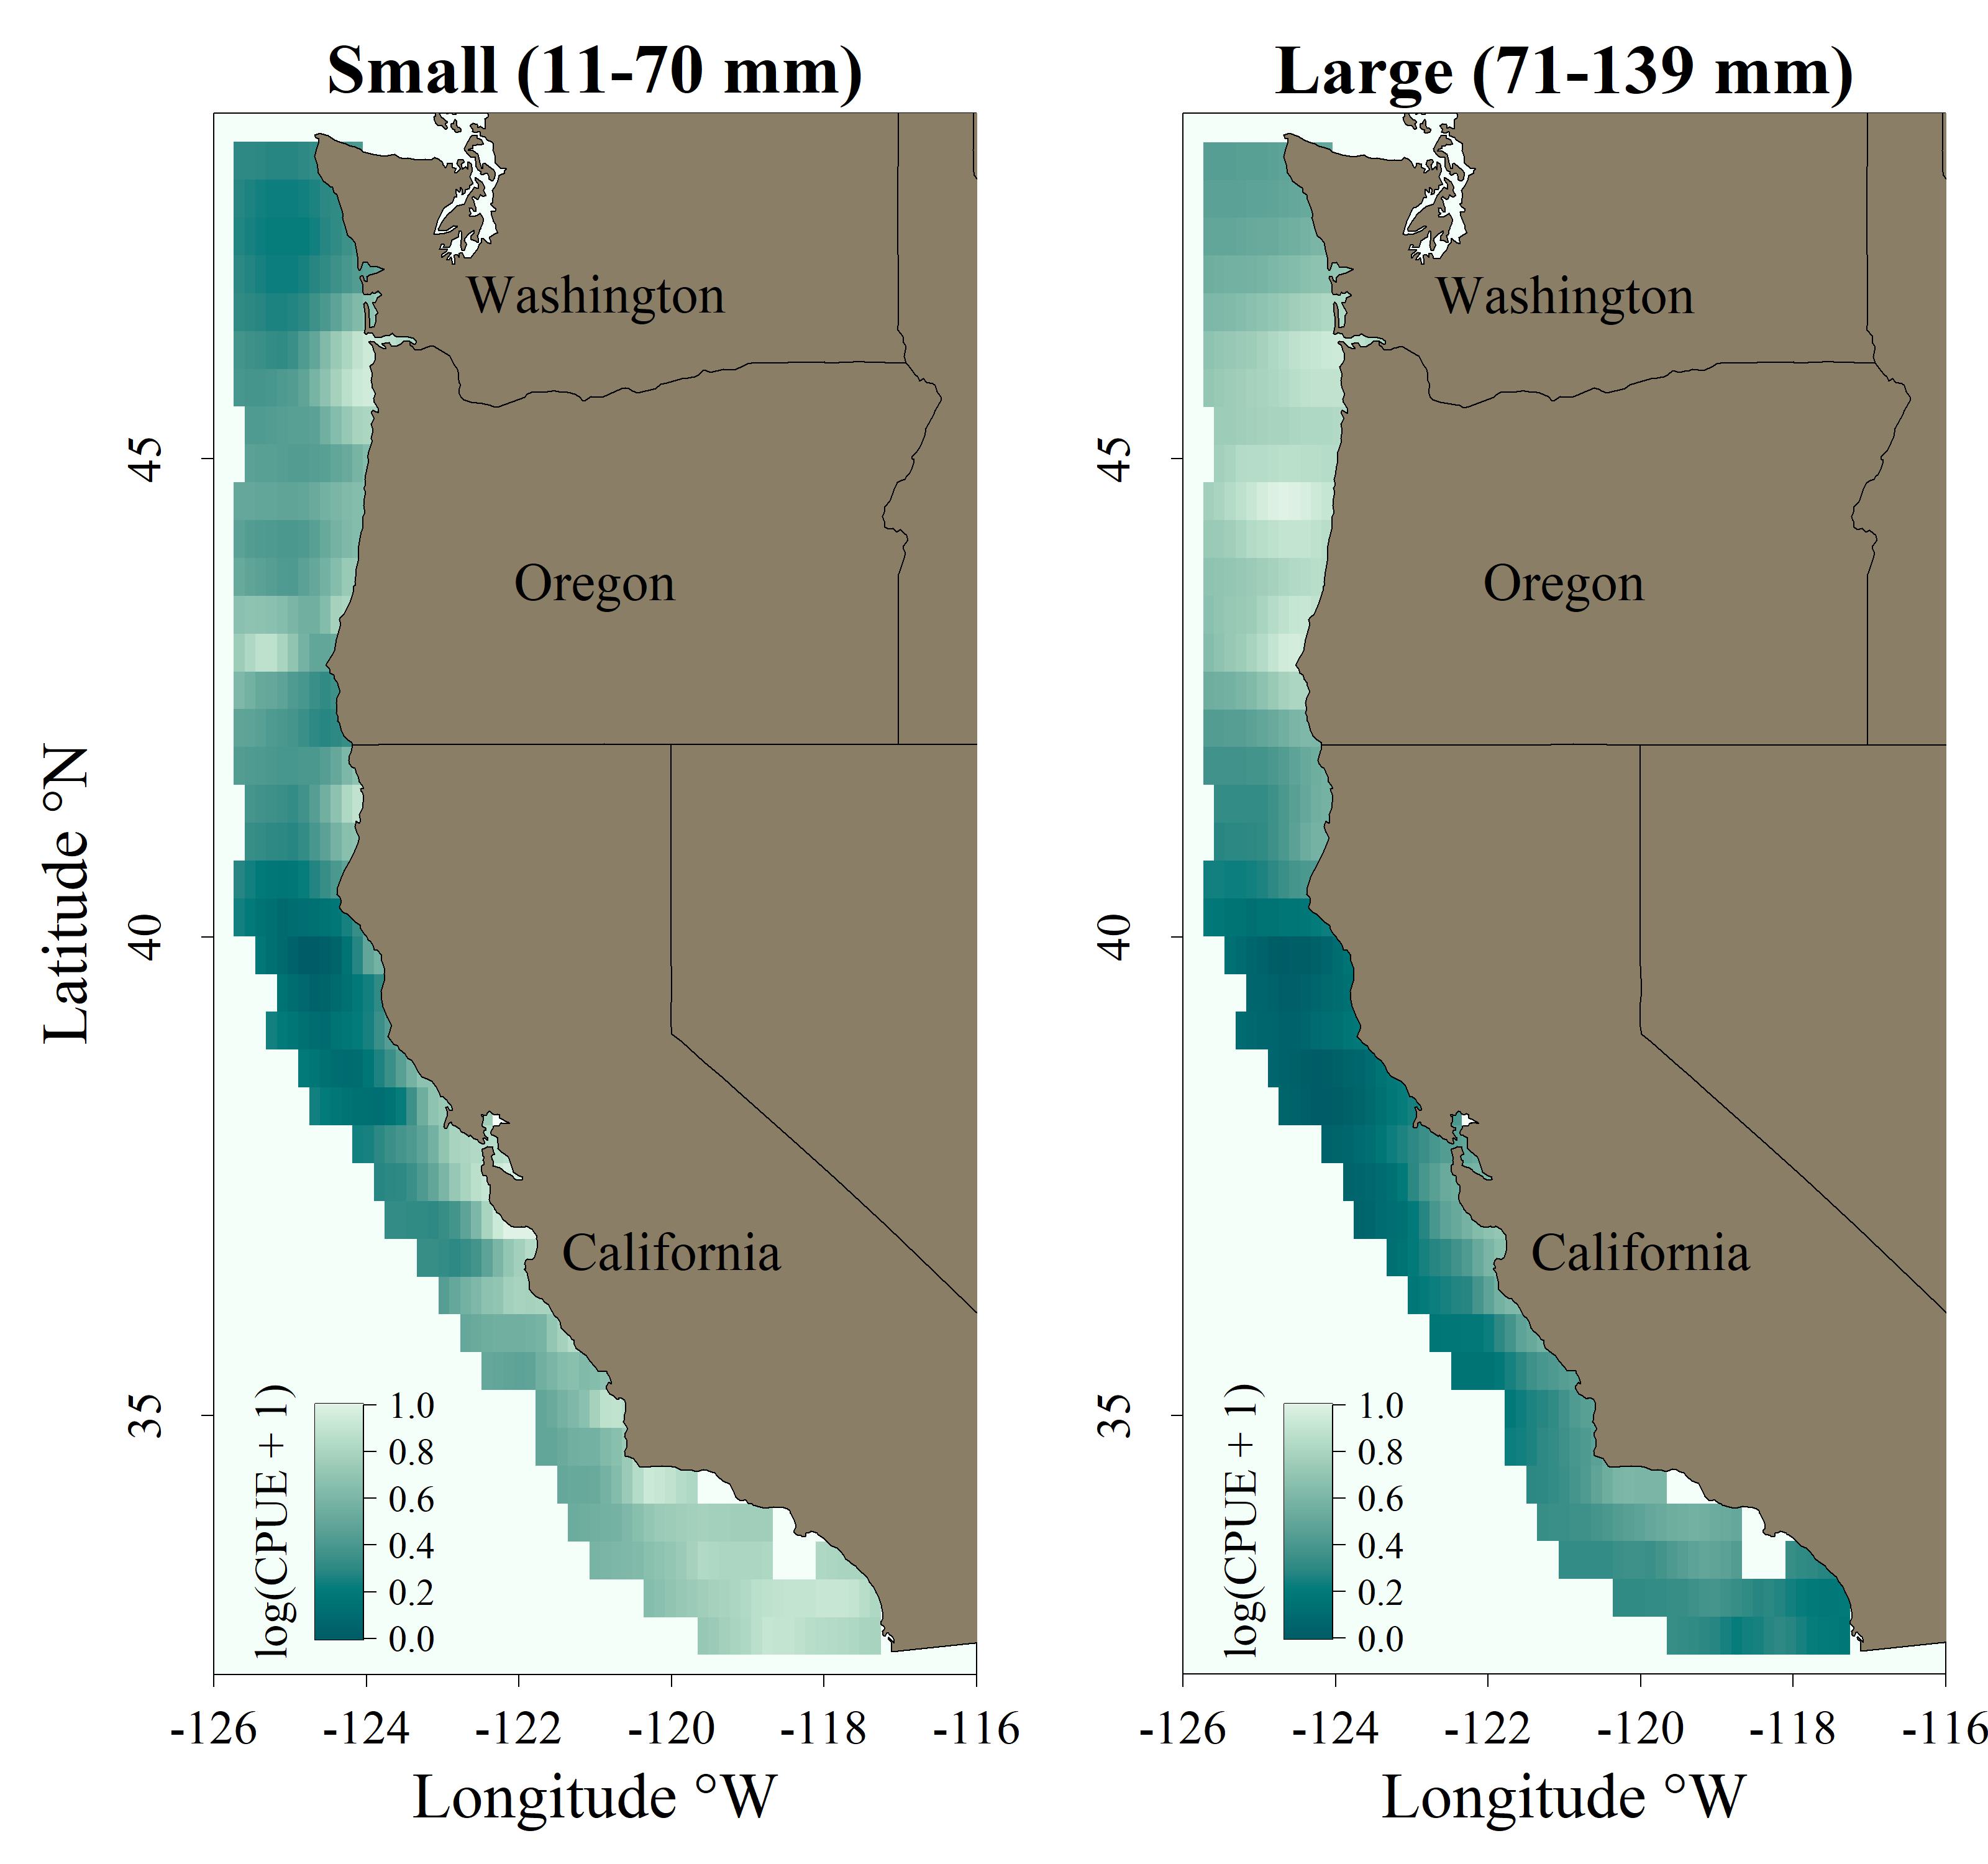 Small (11-70 mm)
Large (71-139 mm)
Washington
Oregon
California
Washington
Oregon
California
Latitude °N
45
40
35
45
40
35
log(CPUE + 1)
1.0
0.8
0.6
0.4
0.2
0.0
log(CPUE + 1)
1.0
0.8
0.6
0.4
0.2
0.0
-126 -124 -122 -120 -118 -116
-126 -124 -122 -120 -118 -116
Longitude °W
Longitude °W